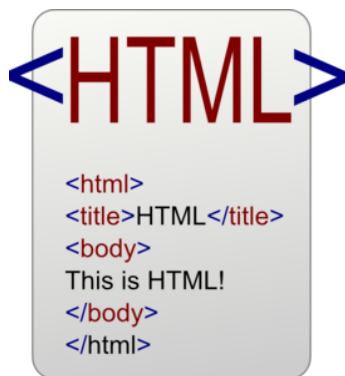 <HTML>
<html>
<title>HTML</title>
<body>
This is HTML!
</body>
</html>